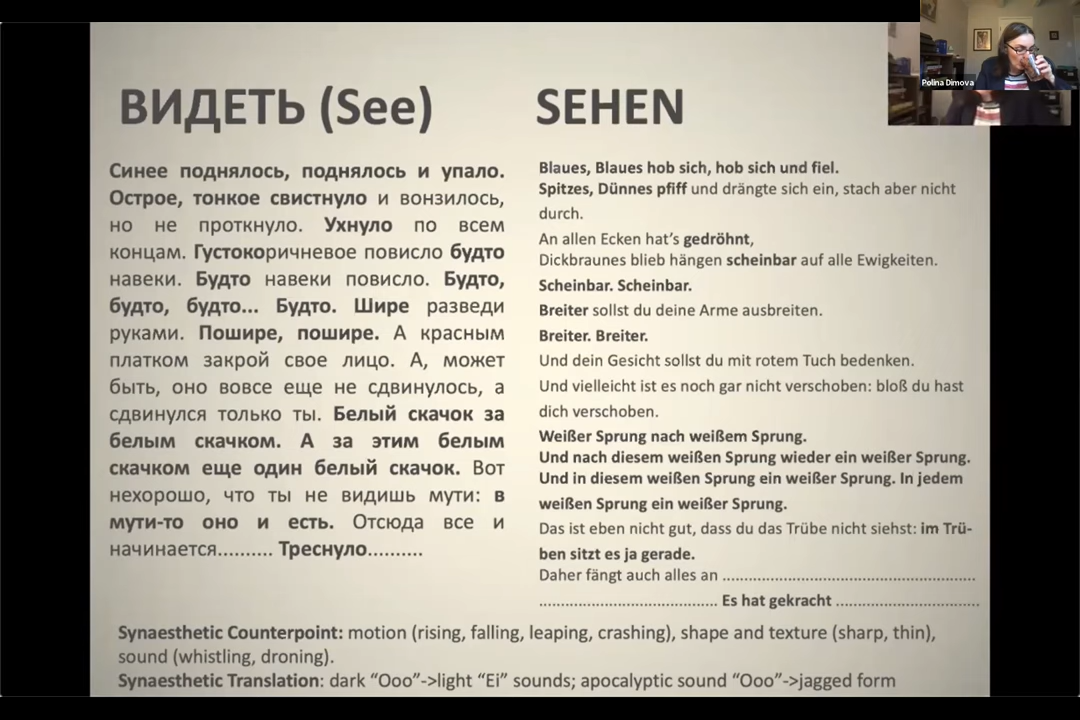 Polina Dimova
ВИДЕТЬ (See)
Синее поднялось, поднялось и упало.
Острое, тонкое свистнуло и вонзилось,
но не проткнуло. Ухнуло по всем
концам. Густокоричневое повисло будто
навеки. Будто навеки повисло. Будто,
будто, будто... Будто. Шире разведи
руками. Пошире, пошире. А красным
платком закрой свое лицо. А, может
быть, оно вовсе еще не сдвинулось, а
сдвинулся только ты. Белый скачок за
белым скачком. А за этим белым
скачком еще один белый скачок. Вот
нехорошо, что ты не видишь мути: в
мути-то оно и есть. Отсюда все и
начинается.......... Треснуло..........
SEHEN
Blaues, Blaues hob sich, hob sich und fiel.
Spitzes, Dünnes pfiff und drängte sich ein, stach aber nicht
durch.
An allen Ecken hat’s gedröhnt,
Dickbraunes blieb hängen scheinbar auf alle Ewigkeiten.
Scheinbar. Scheinbar.
Breiter sollst du deine Arme ausbreiten.
Breiter. Breiter.
Und dein Gesicht sollst du mit rotem Tuch bedenken.
Und vielleicht ist es noch gar nicht verschoben: bloß du hast
dich verschoben.
Weißer Sprung nach weißem Sprung.
Und nach diesem weißen Sprung wieder ein weißer Sprung.
Und in diesem weißen Sprung ein weißer Sprung. In jedem
weißen Sprung ein weißer Sprung.
Das ist eben nicht gut, dass du das Trübe nicht siehst: im Trü-
ben sitzt es ja gerade.
Daher fängt auch alles an ........................................................
....................................... Es hat gekracht ................................
Synaesthetic Counterpoint: motion (rising, falling, leaping, crashing), shape and texture (sharp, thin),
sound (whistling, droning).
Synaesthetic Translation: dark “Ooo”->light “Ei” sounds; apocalyptic sound “Ooo”->jagged form